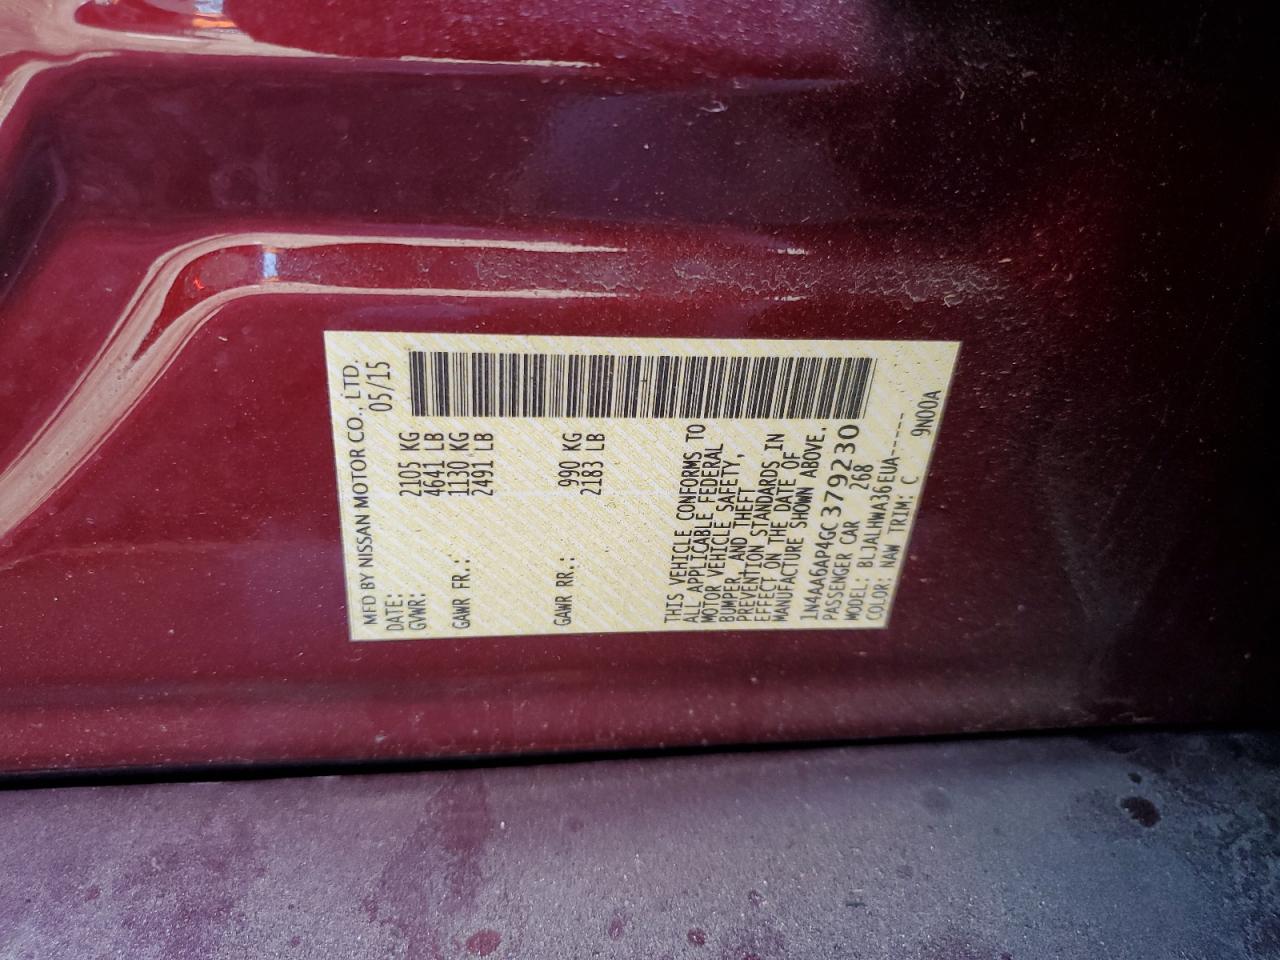 MFD BY NISSAN MOTOR CO., LTD.
DATE: 05/15
GVWR: 2105 KG
4641 LB
GAWR FR.: 1130 KG
2491 LB
GAWR RR.: 990 KG
2183 LB
THIS VEHICLE CONFORMS TO
ALL APPLICABLE FEDERAL
MOTOR VEHICLE SAFETY,
BUMPER, AND THEFT
PREVENTION STANDARDS IN
EFFECT ON THE DATE OF
MANUFACTURE SHOWN ABOVE.
1N4AA6AP4GC379230
PASSENGER CAR 268
MODEL: BLJALHWA36EUA-----
COLOR: NAW TRIM: C 9N00A